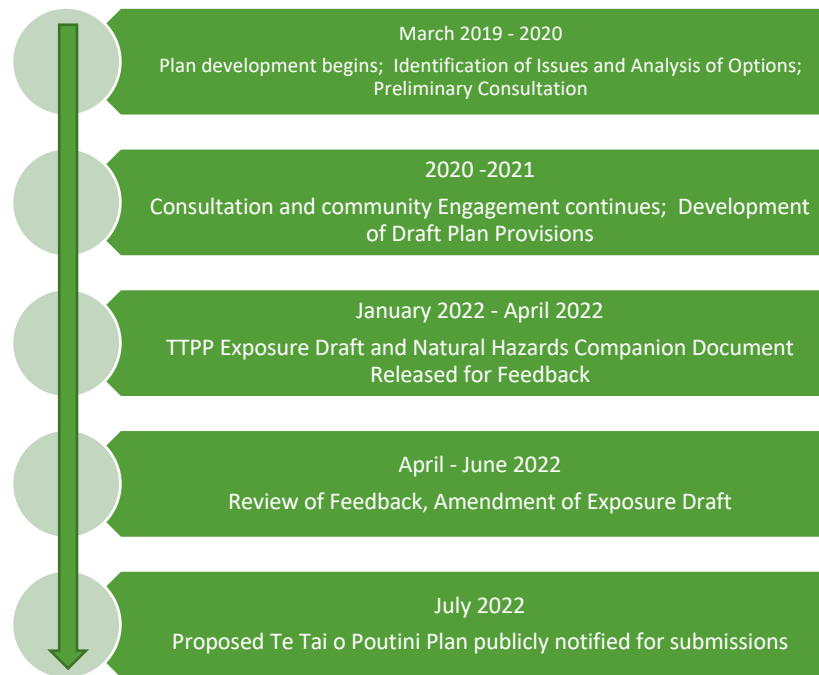 March 2019 - 2020
Plan development begins;  Identification of Issues and Analysis of Options;
Preliminary Consultation
2020 -2021
Consultation and community Engagement continues;  Development
of Draft Plan Provisions
January 2022 - April 2022
TTPP Exposure Draft and Natural Hazards Companion Document
Released for Feedback
April - June 2022
Review of Feedback, Amendment of Exposure Draft
July 2022
Proposed Te Tai o Poutini Plan publicly notified for submissions